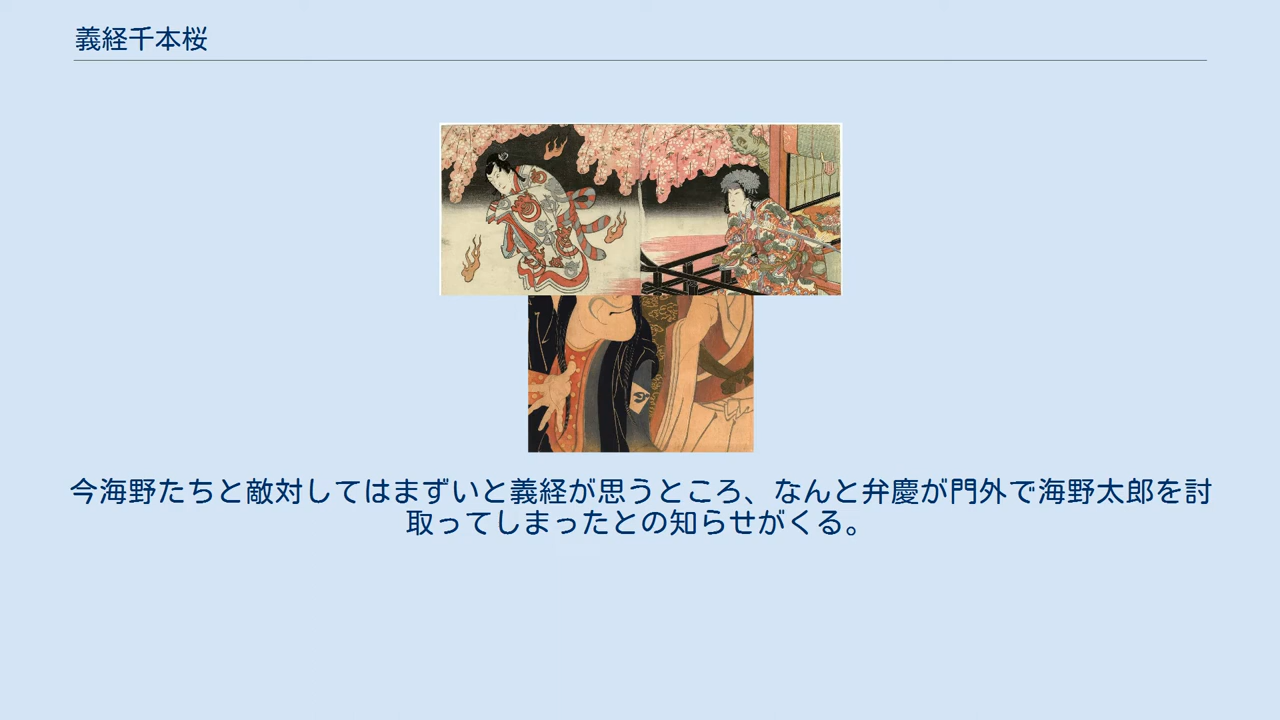 義経千本桜
今海野たちと敵対してはまずいと義経が思うところ、なんと弁慶が門外で海野太郎を討
取ってしまったとの知らせがくる。